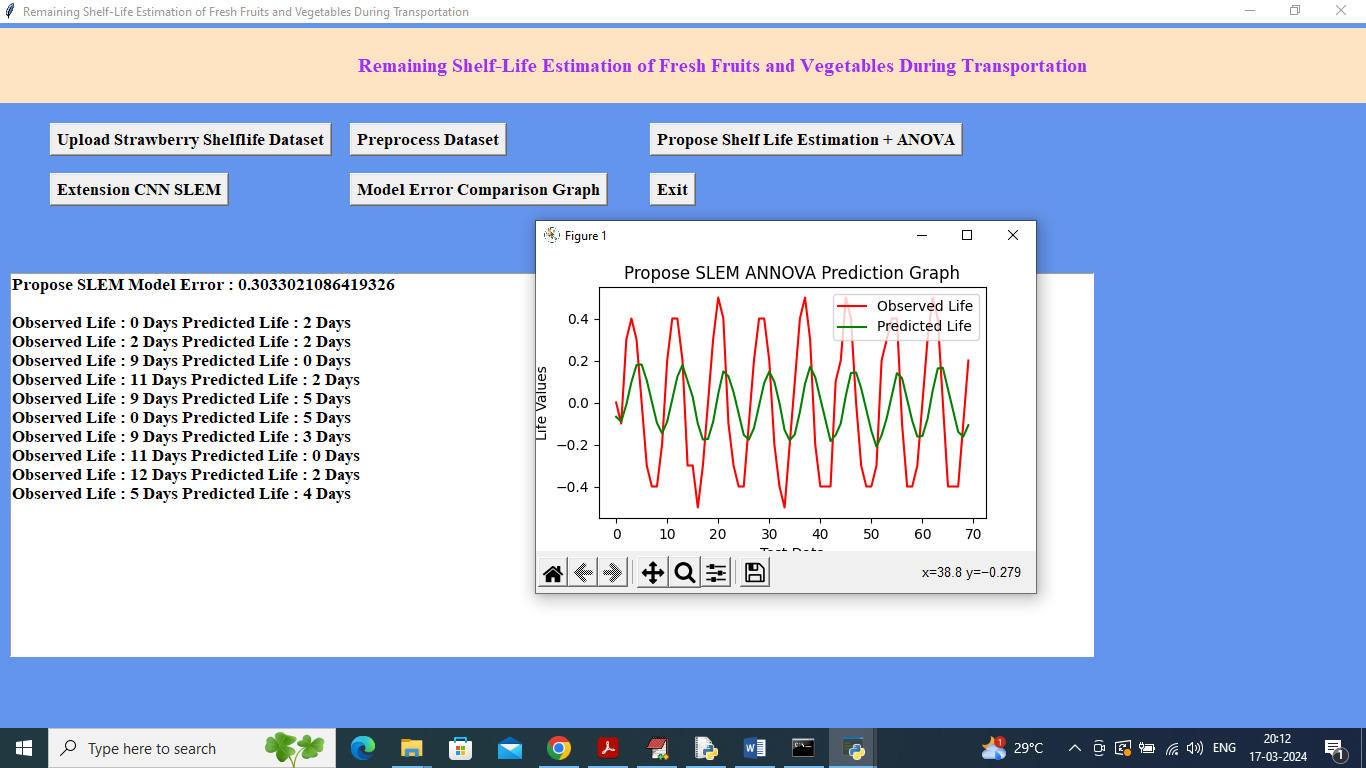 Remaining Shelf-Life Estimation of Fresh Fruits and Vegetables During Transportation
Remaining Shelf-Life Estimation of Fresh Fruits and Vegetables During Transportation
Upload Strawberry Shelflife Dataset
Preprocess Dataset
Propose Shelf Life Estimation + ANOVA
Extension CNN SLEM
Model Error Comparison Graph
Exit
Propose SLEM Model Error : 0.3033021086419326
Observed Life : 0 Days Predicted Life : 2 Days
Observed Life : 2 Days Predicted Life : 2 Days
Observed Life : 9 Days Predicted Life : 0 Days
Observed Life : 11 Days Predicted Life : 2 Days
Observed Life : 9 Days Predicted Life : 5 Days
Observed Life : 0 Days Predicted Life : 5 Days
Observed Life : 9 Days Predicted Life : 3 Days
Observed Life : 11 Days Predicted Life : 0 Days
Observed Life : 12 Days Predicted Life : 2 Days
Observed Life : 5 Days Predicted Life : 4 Days
Figure 1
Propose SLEM ANNOVA Prediction Graph
Observed Life
Predicted Life
Life Values
0.4
0.2
0.0
−0.2
−0.4
0 10 20 30 40 50 60 70
Test Data
x=38.8 y=−0.279
Type here to search
1
29°C
ENG
20:12
17-03-2024
1